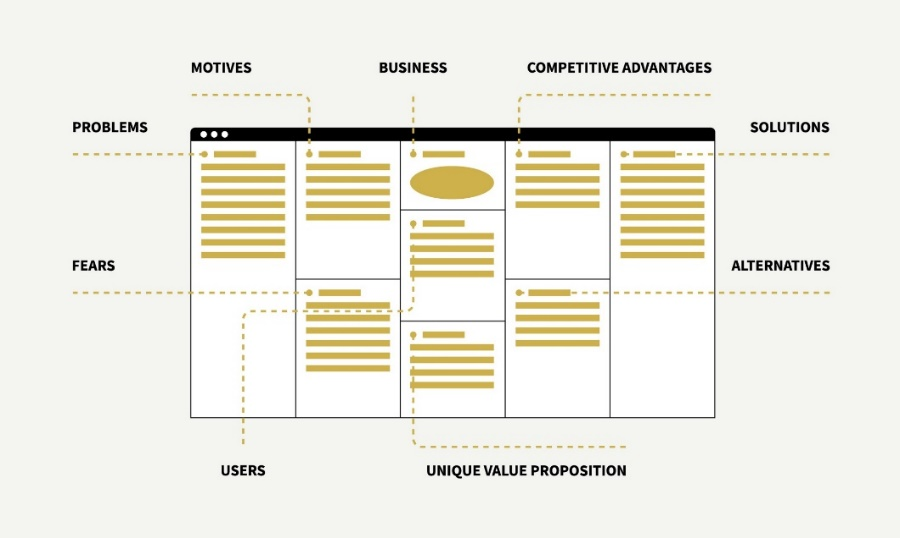 MOTIVES
BUSINESS
COMPETITIVE ADVANTAGES
PROBLEMS
SOLUTIONS
FEARS
ALTERNATIVES
USERS
UNIQUE VALUE PROPOSITION